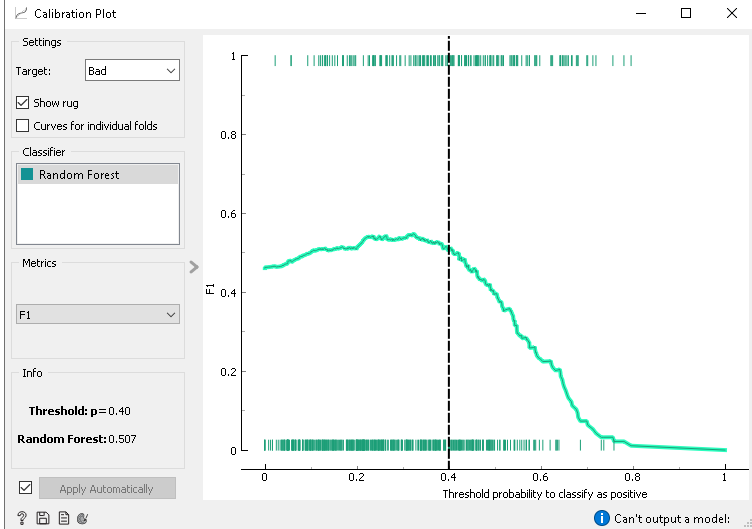 Calibration Plot
Settings
Target: Bad
Show rug
Curves for individual folds
Classifier
Random Forest
Metrics
F1
Info
Threshold: p=0.40
Random Forest: 0.507
Apply Automatically
1
0.8
0.6
0.4
0.2
0
F1
0 0.2 0.4 0.6 0.8 1
Threshold probability to classify as positive
Can't output a model: